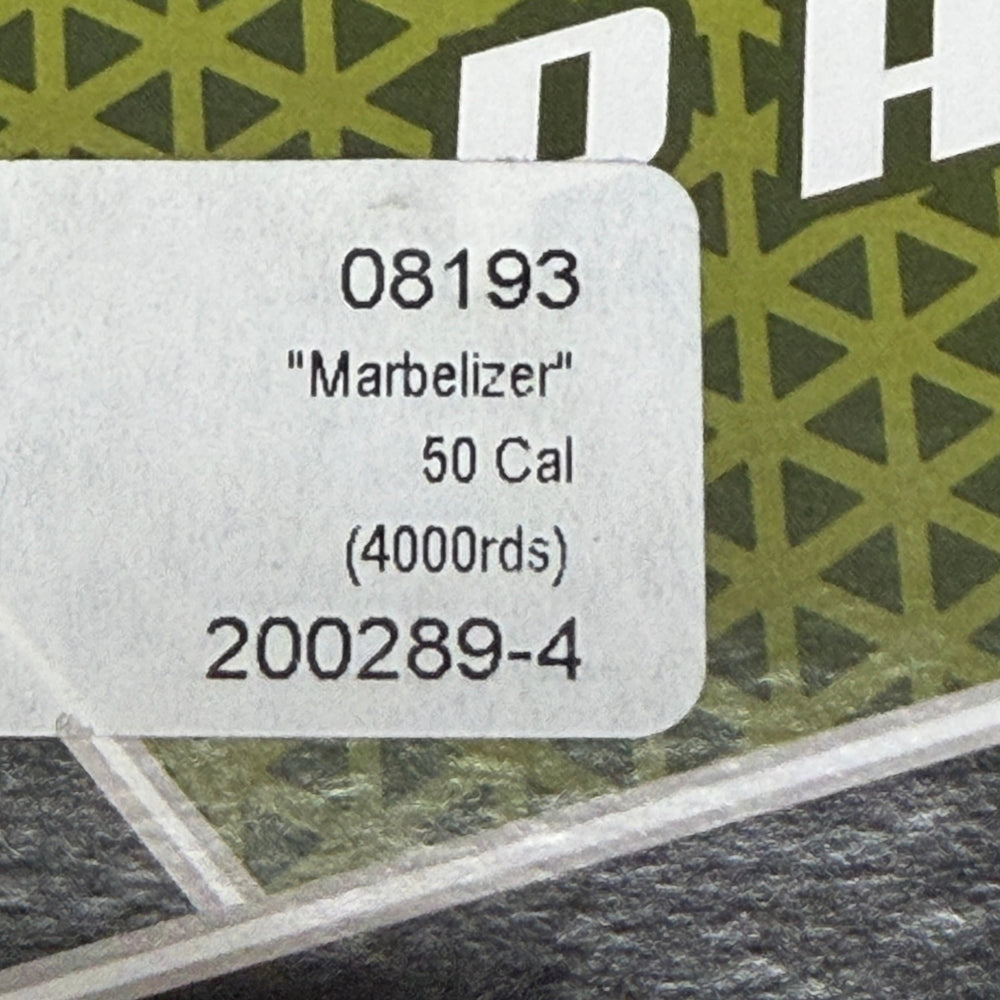 08193
"Marbelizer"
50 Cal
(4000rds)
200289-4